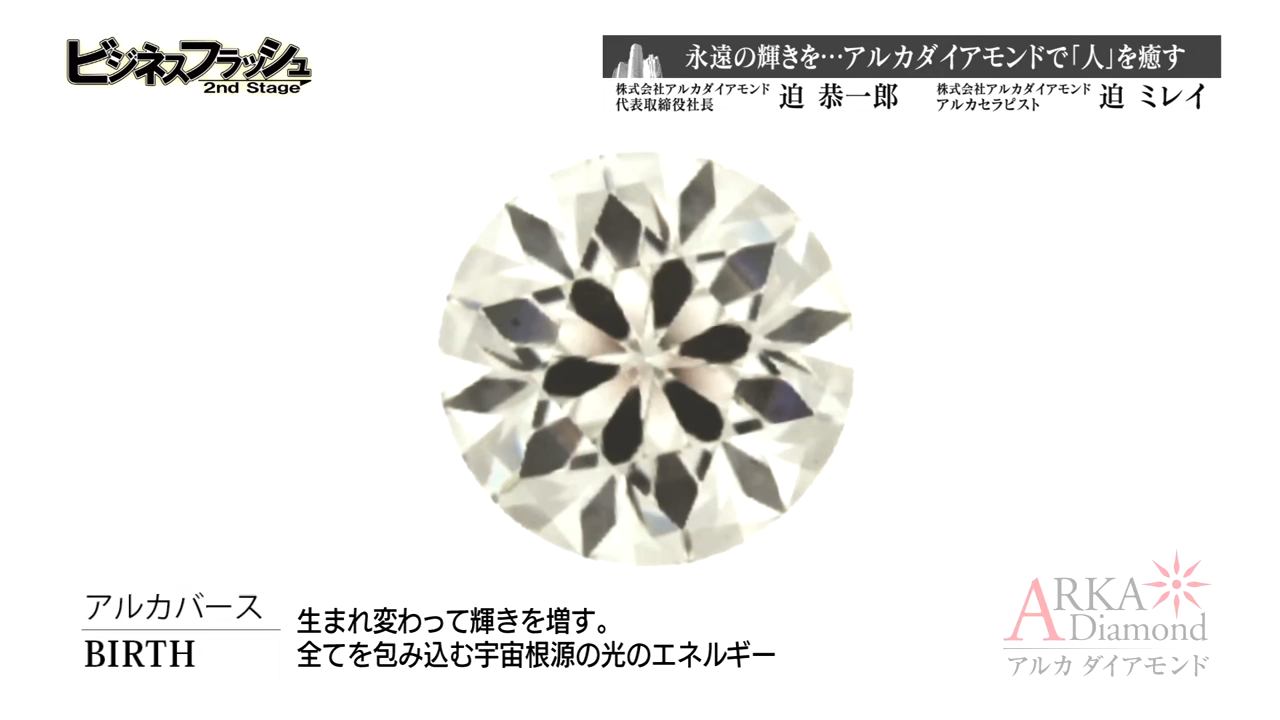 ビジネスフラッシュ
2nd Stage
永遠の輝きを…アルカダイアモンドで「人」を癒す
株式会社アルカダイアモンド
代表取締役社長
迫 恭一郎
株式会社アルカダイアモンド
アルカセラピスト
迫 ミレイ
アルカバース
BIRTH
生まれ変わって輝きを増す。
全てを包み込む宇宙根源の光のエネルギー
ARKA
Diamond
アルカ ダイアモンド